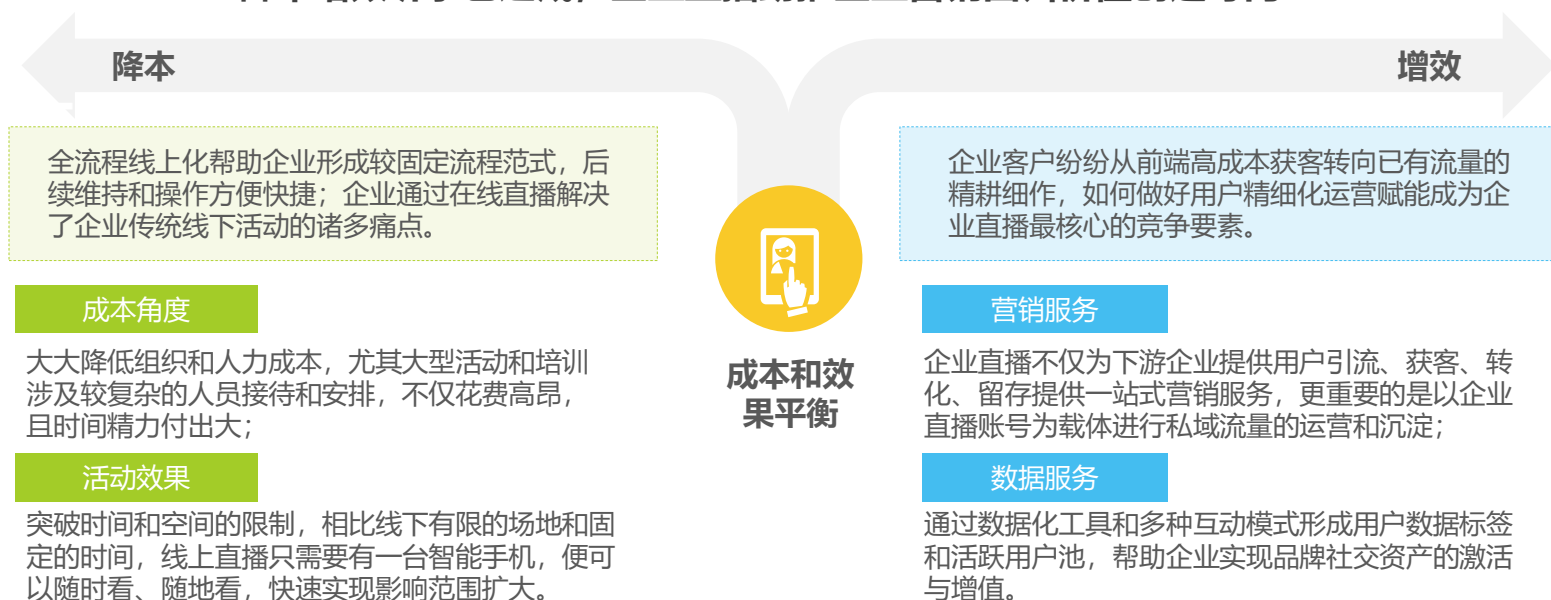 降本
增效
全流程线上化帮助企业形成较固定流程范式，后
续维持和操作方便快捷；企业通过在线直播解决
了企业传统线下活动的诸多痛点。
企业客户纷纷从前端高成本获客转向已有流量的
精耕细作，如何做好用户精细化运营赋能成为企
业直播最核心的竞争要素。
成本角度
大大降低组织和人力成本，尤其大型活动和培训
涉及较复杂的人员接待和安排，不仅花费高昂，
且时间精力付出大；
活动效果
突破时间和空间的限制，相比线下有限的场地和固
定的时间，线上直播只需要有一台智能手机，便可
以随时看、随地看，快速实现影响范围扩大。
成本和效
果平衡
营销服务
企业直播不仅为下游企业提供用户引流、获客、转
化、留存提供一站式营销服务，更重要的是以企业
直播账号为载体进行私域流量的运营和沉淀；
数据服务
通过数据化工具和多种互动模式形成用户数据标签
和活跃用户池，帮助企业实现品牌社交资产的激活
与增值。